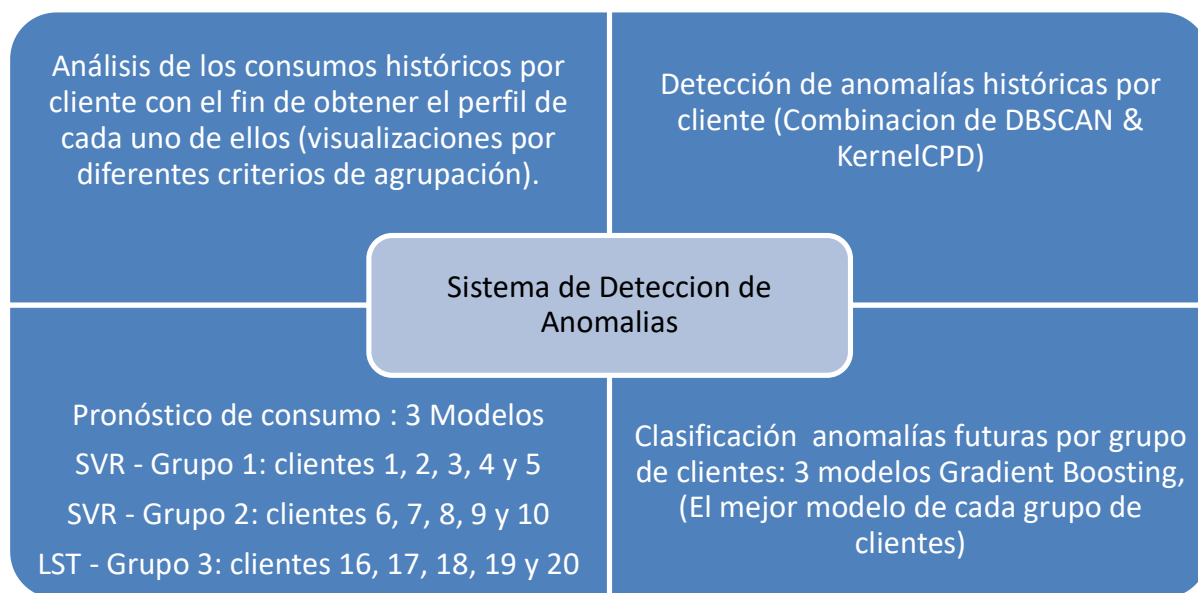 Análisis de los consumos históricos por
cliente con el fin de obtener el perfil de
cada uno de ellos (visualizaciones por
diferentes criterios de agrupación).
Detección de anomalías históricas por
cliente (Combinacion de DBSCAN &
KernelCPD)
Sistema de Deteccion de
Anomalias
Pronóstico de consumo : 3 Modelos
SVR - Grupo 1: clientes 1, 2, 3, 4 y 5
SVR - Grupo 2: clientes 6, 7, 8, 9 y 10
LST - Grupo 3: clientes 16, 17, 18, 19 y 20
Clasificación  anomalías futuras por grupo
de clientes: 3 modelos Gradient Boosting,
(El mejor modelo de cada grupo de
clientes)